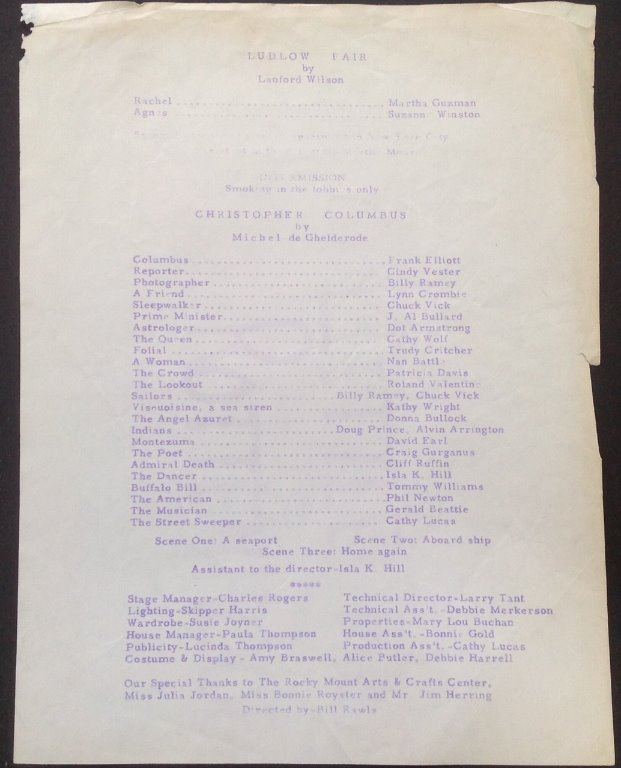 LUDLOW FAIR
by
Lanford Wilson
Rachel .......................... Martha Guzman
Agnes .......................... Suzann Winston
New York City
INTERMISSION
Smoking in the lobbies only
CHRISTOPHER COLUMBUS
by
Michel de Ghelderode
Columbus .......................... Frank Elliott
Reporter .......................... Cindy Vester
Photographer .......................... Billy Ramey
A Friend .......................... Lynn Crombie
Sleepwalker .......................... Chuck Vick
Prime Minister .......................... J. Al Bullard
Astrologer .......................... Dot Armstrong
The Queen .......................... Cathy Wolf
Folial .......................... Trudy Critcher
A Woman .......................... Nan Battle
The Crowd .......................... Patricia Davis
The Lookout .......................... Roland Valentine
Sailors .................... Billy Ramey, Chuck Vick
Visquoisine, a sea siren .............. Kathy Wright
The Angel Azuret .................... Donna Bullock
Indians .................... Doug Prince, Alvin Arrington
Montezuma .......................... David Earl
The Poet .......................... Craig Gurganus
Admiral Death .......................... Cliff Ruffin
The Dancer .......................... Isla K. Hill
Buffalo Bill .......................... Tommy Williams
The American .......................... Phil Newton
The Musician .......................... Gerald Beattie
The Street Sweeper .................... Cathy Lucas
Scene One: A seaport Scene Two: Aboard ship
Scene Three: Home again
Assistant to the director-Isla K. Hill
*****
Stage Manager-Charles Rogers Technical Director-Larry Tant
Lighting-Skipper Harris Technical Ass't.-Debbie Merkerson
Wardrobe-Susie Joyner Properties-Mary Lou Buchan
House Manager-Paula Thompson House Ass't.-Bonnie Gold
Publicity-Lucinda Thompson Production Ass't.-Cathy Lucas
Costume & Display - Amy Braswell, Alice Butler, Debbie Harrell
Our Special Thanks to The Rocky Mount Arts & Crafts Center,
Miss Julia Jordan, Miss Bonnie Royster and Mr. Jim Herring
Directed by-Bill Rawls